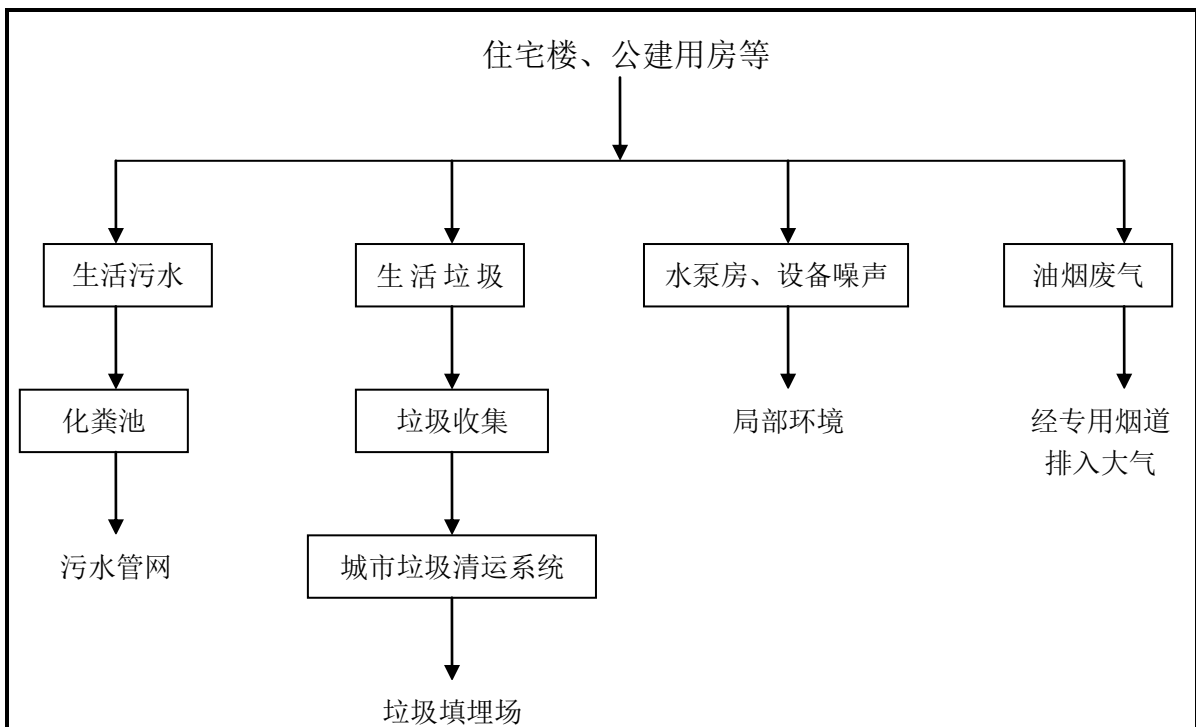 住宅楼、公建用房等
生活污水
生活垃圾
水泵房、设备噪声
油烟废气
化粪池
垃圾收集
局部环境
经专用烟道
排入大气
污水管网
城市垃圾清运系统
垃圾填埋场